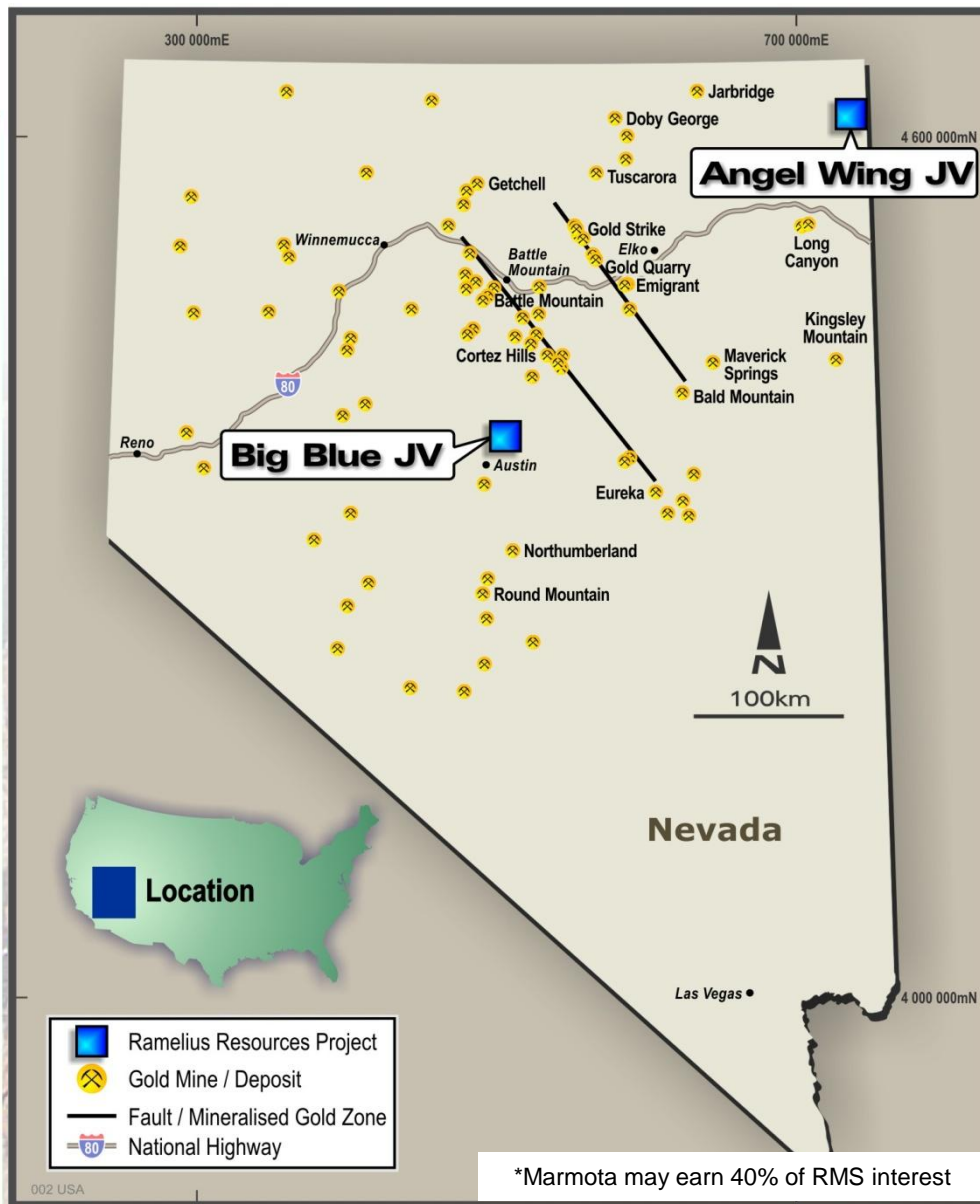 300 000mE
700 000mE
Jarbridge
Doby George
4 600 000mN
Angel Wing JV
Tuscarora
Getchell
Gold Strike
Winnemucca
Elko
Long
Canyon
Battle
Mountain
Gold Quarry
Emigrant
Battle Mountain
Kingsley
Mountain
Cortez Hills
Maverick
Springs
80
Bald Mountain
Reno
Big Blue JV
Austin
Eureka
Northumberland
Round Mountain
N
100km
Nevada
Location
Las Vegas
4 000 000mN
Ramelius Resources Project
Gold Mine / Deposit
Fault / Mineralised Gold Zone
80
National Highway
002 USA
*Marmota may earn 40% of RMS interest